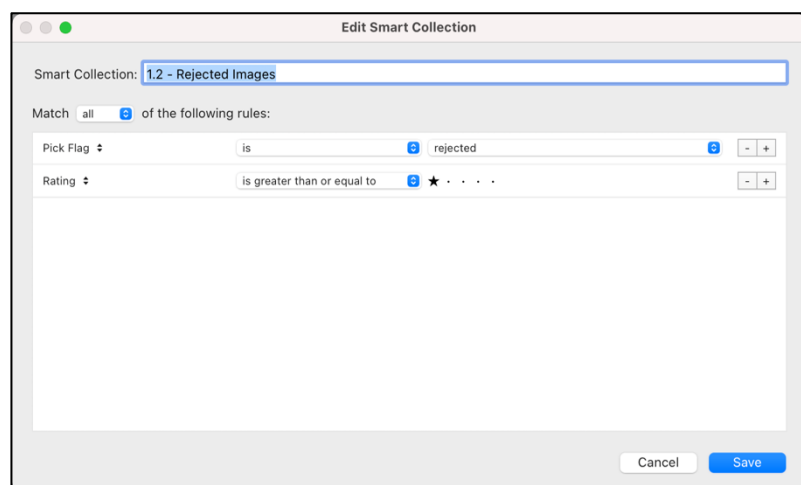 Edit Smart Collection
Smart Collection: 1.2 - Rejected Images
Match all of the following rules:
Pick Flag is rejected - +
Rating is greater than or equal to ★ · · · · - +
Cancel Save